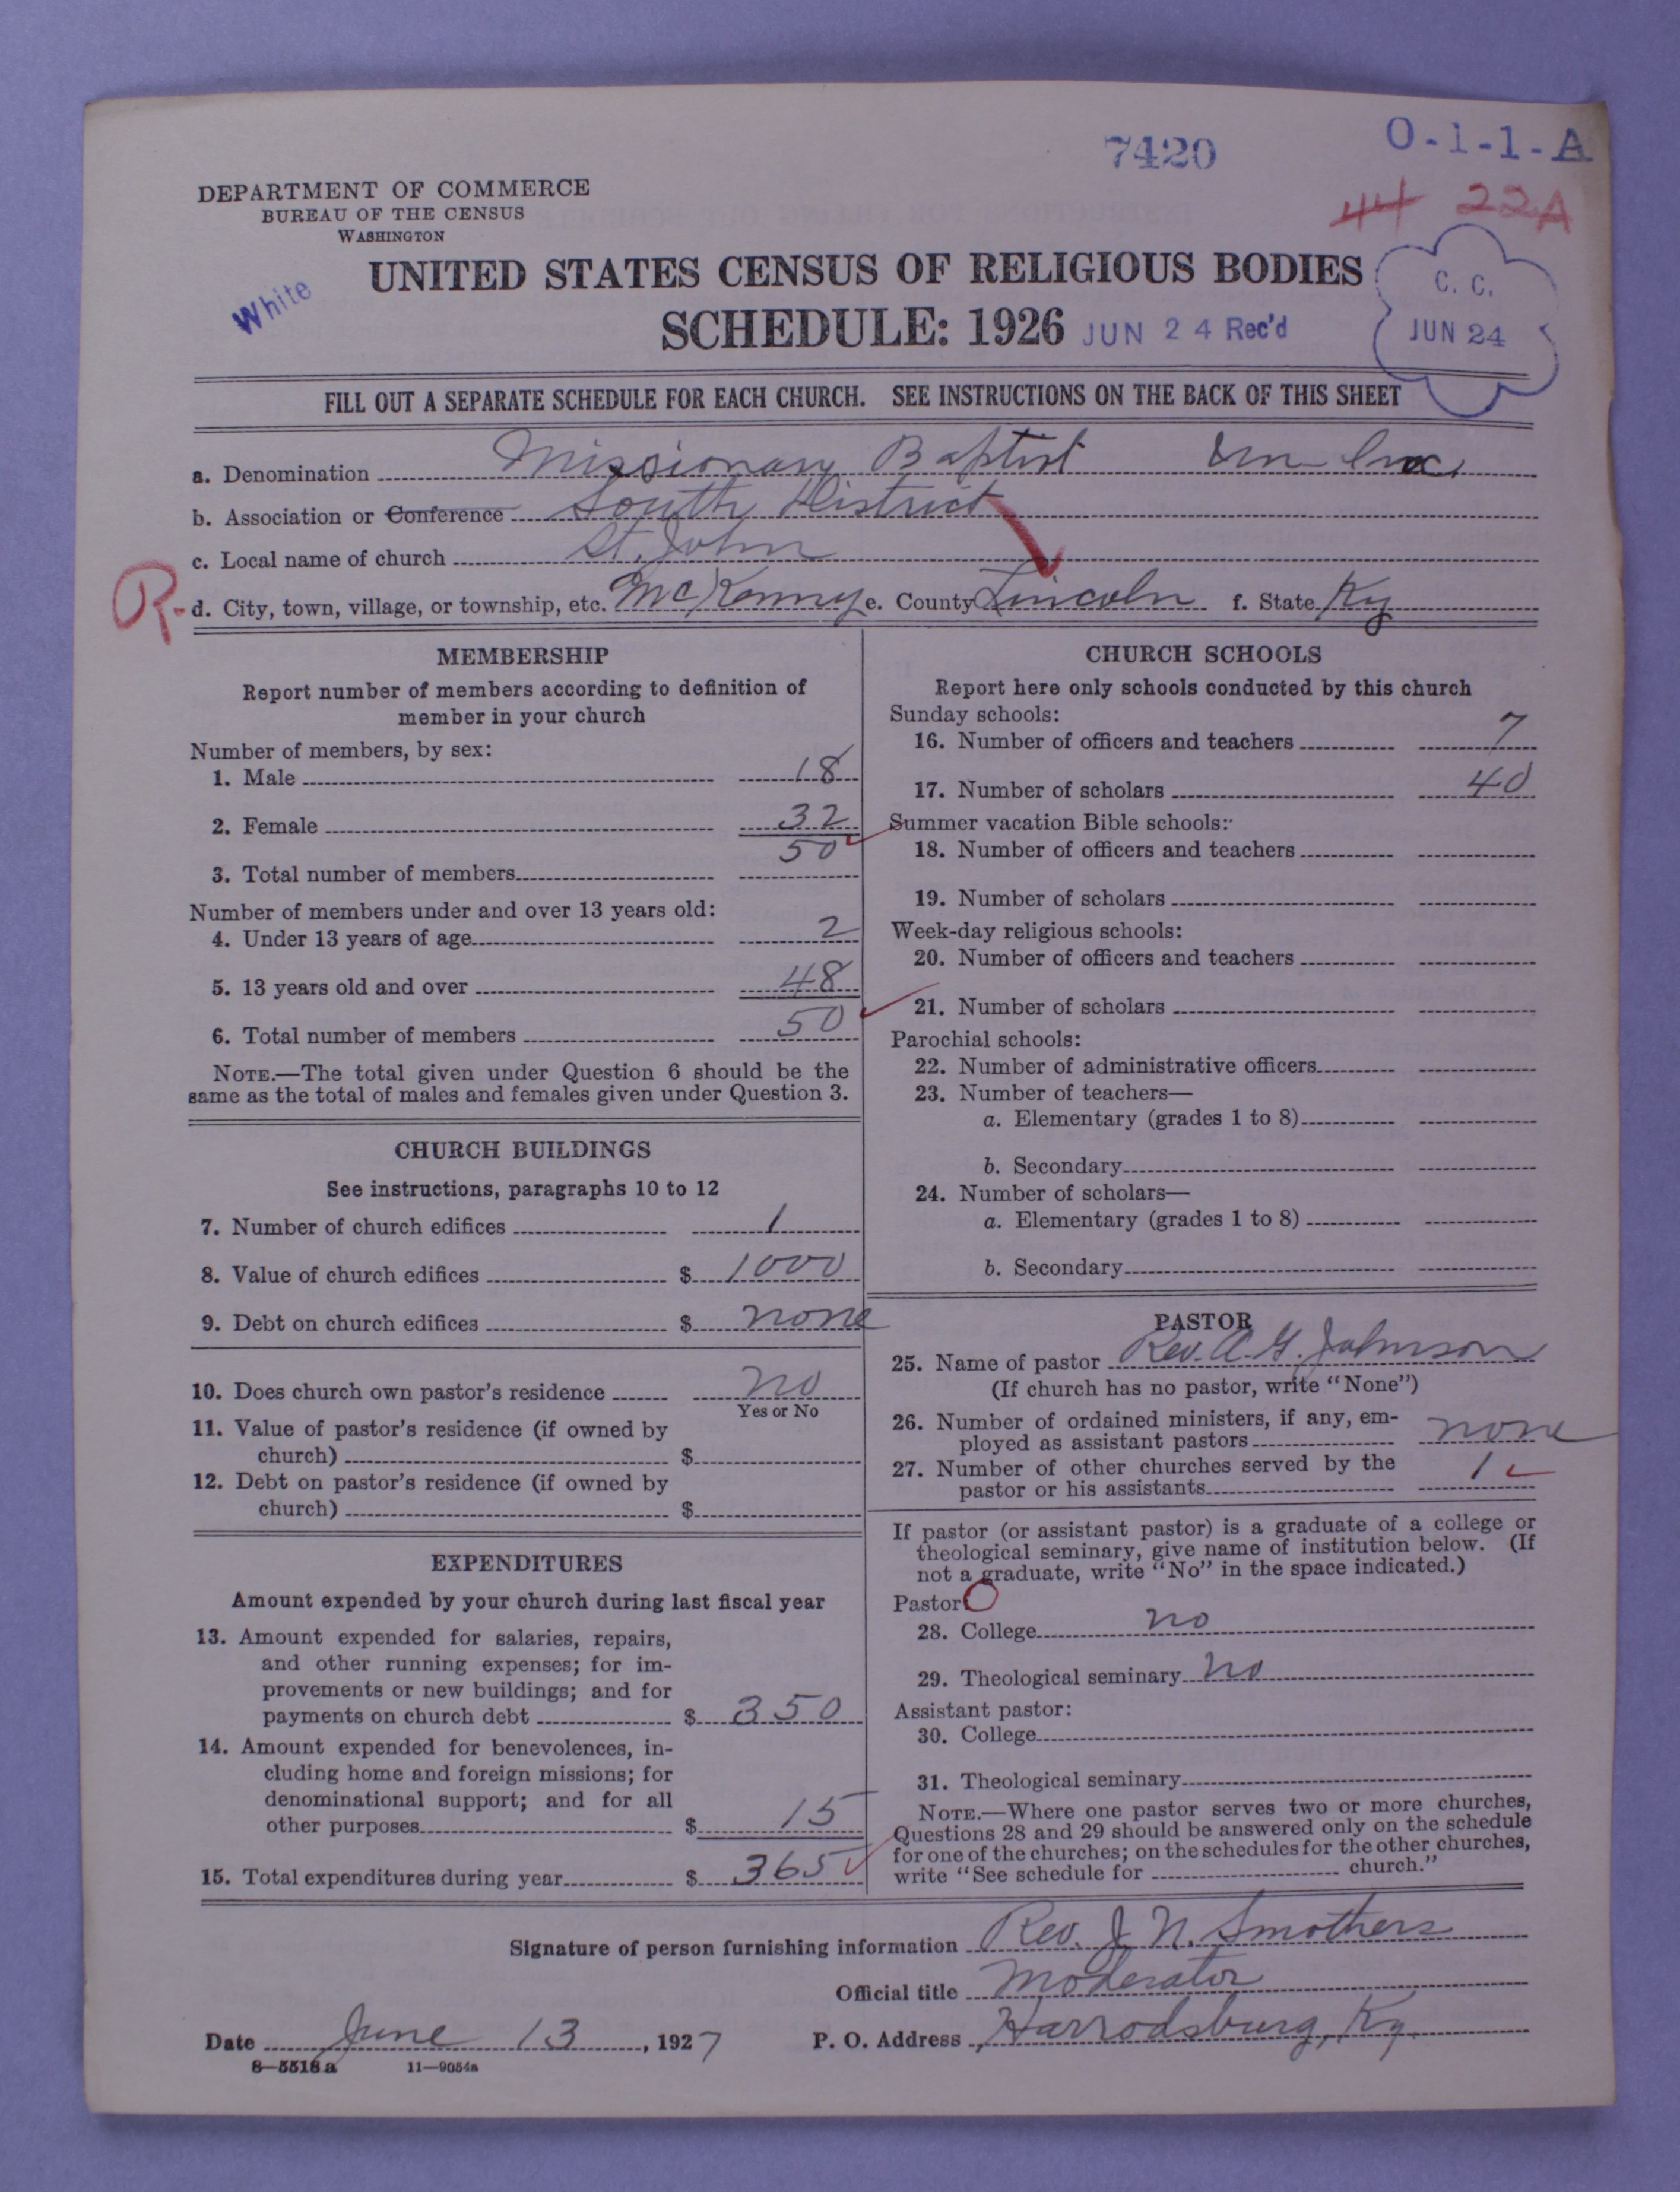 7420
O-1-1-A
44 22A
DEPARTMENT OF COMMERCE
BUREAU OF THE CENSUS
WASHINGTON
White
UNITED STATES CENSUS OF RELIGIOUS BODIES
SCHEDULE: 1926 JUN 24 Rec'd
C. C.
JUN 24
FILL OUT A SEPARATE SCHEDULE FOR EACH CHURCH. SEE INSTRUCTIONS ON THE BACK OF THIS SHEET
a. Denomination Missionary Baptist
b. Association or Conference South District
c. Local name of church St. John
R- d. City, town, village, or township, etc. McKenney e. County Lincoln f. State Ky
MEMBERSHIP
Report number of members according to definition of
member in your church
Number of members, by sex:
1. Male 18
2. Female 32
50
3. Total number of members
Number of members under and over 13 years old:
4. Under 13 years of age 2
5. 13 years old and over 48
6. Total number of members 50
NOTE.—The total given under Question 6 should be the
same as the total of males and females given under Question 3.
CHURCH BUILDINGS
See instructions, paragraphs 10 to 12
7. Number of church edifices 1
8. Value of church edifices $ 1000
9. Debt on church edifices $ none
10. Does church own pastor's residence no
Yes or No
11. Value of pastor's residence (if owned by
church) $
12. Debt on pastor's residence (if owned by
church) $
EXPENDITURES
Amount expended by your church during last fiscal year
13. Amount expended for salaries, repairs,
and other running expenses; for im-
provements or new buildings; and for
payments on church debt $ 350
14. Amount expended for benevolences, in-
cluding home and foreign missions; for
denominational support; and for all
other purposes $ 15
15. Total expenditures during year $ 365
CHURCH SCHOOLS
Report here only schools conducted by this church
Sunday schools:
16. Number of officers and teachers 7
17. Number of scholars 40
Summer vacation Bible schools:
18. Number of officers and teachers
19. Number of scholars
Week-day religious schools:
20. Number of officers and teachers
21. Number of scholars
Parochial schools:
22. Number of administrative officers
23. Number of teachers—
a. Elementary (grades 1 to 8)
b. Secondary
24. Number of scholars—
a. Elementary (grades 1 to 8)
b. Secondary
PASTOR
25. Name of pastor Rev. A. G. Johnson
(If church has no pastor, write "None")
26. Number of ordained ministers, if any, em-
ployed as assistant pastors none
27. Number of other churches served by the
pastor or his assistants 1
If pastor (or assistant pastor) is a graduate of a college or
theological seminary, give name of institution below. (If
not a graduate, write "No" in the space indicated.)
Pastor:
28. College no
29. Theological seminary no
Assistant pastor:
30. College
31. Theological seminary
NOTE.—Where one pastor serves two or more churches,
Questions 28 and 29 should be answered only on the schedule
for one of the churches; on the schedules for the other churches,
write "See schedule for church."
Signature of person furnishing information Rev. J. N. Smothers
Official title Moderator
Date June 13, 1927 P. O. Address Harrodsburg, Ky.
8—5518 a 11—9054a